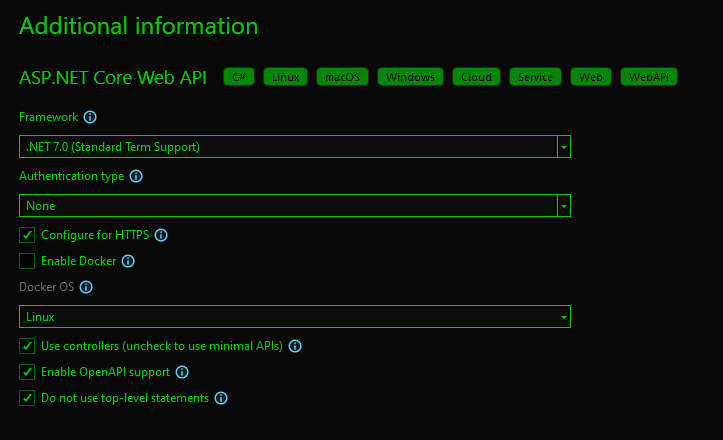 Additional information
ASP.NET Core Web API C# Linux macOS Windows Cloud Service Web WebAPI
Framework
.NET 7.0 (Standard Term Support)
Authentication type
None
Configure for HTTPS
Enable Docker
Docker OS
Linux
Use controllers (uncheck to use minimal APIs)
Enable OpenAPI support
Do not use top-level statements